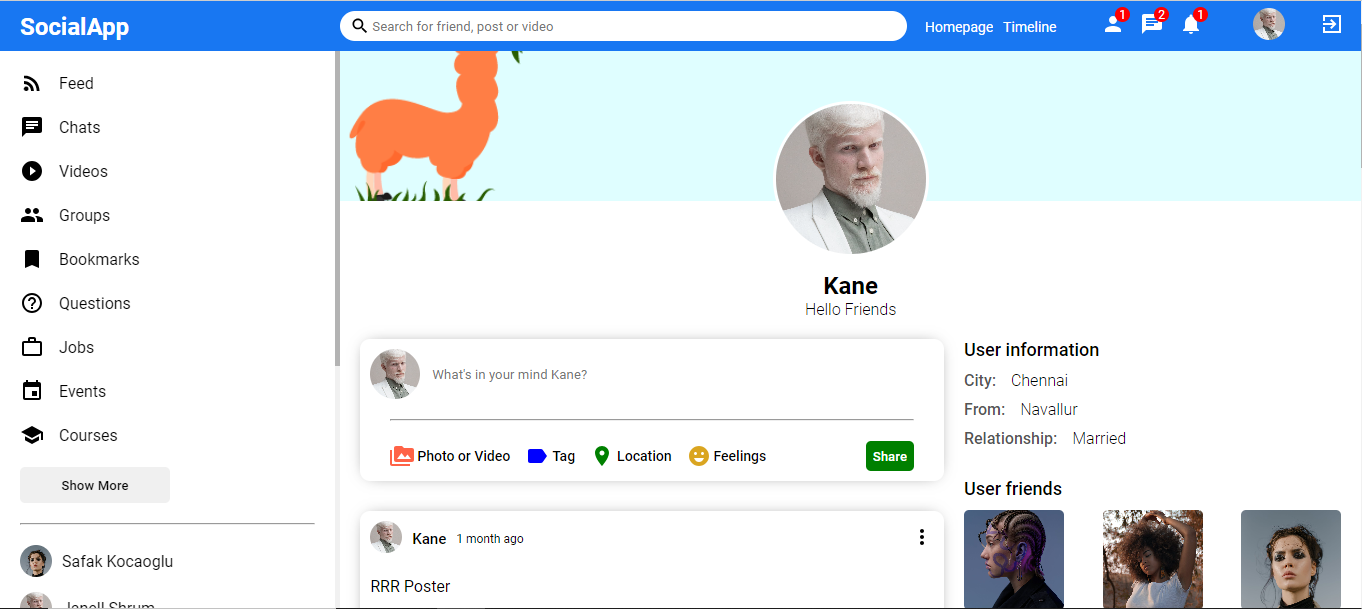 SocialApp
Search for friend, post or video
Homepage Timeline
1
2
1
Feed
Chats
Videos
Groups
Bookmarks
Questions
Jobs
Events
Courses
Show More
Safak Kocaoglu
Janell Shrum
Kane
Hello Friends
What's in your mind Kane?
Photo or Video
Tag
Location
Feelings
Share
Kane 1 month ago
RRR Poster
User information
City: Chennai
From: Navallur
Relationship: Married
User friends